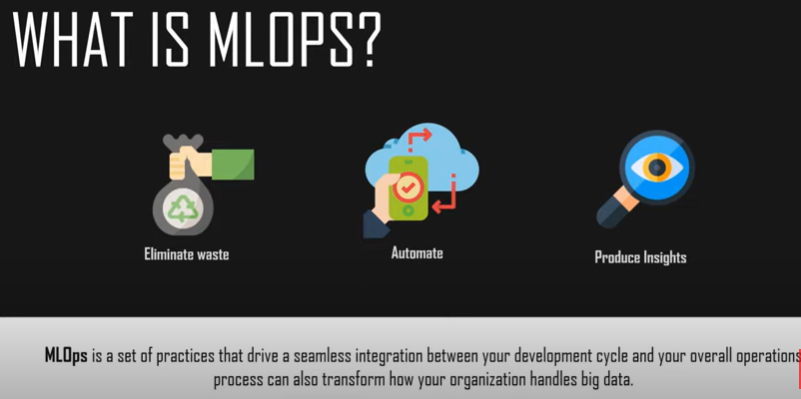 WHAT IS MLOPS?
Eliminate waste
Automate
Produce Insights
MLOps is a set of practices that drive a seamless integration between your development cycle and your overall operations
process can also transform how your organization handles big data.